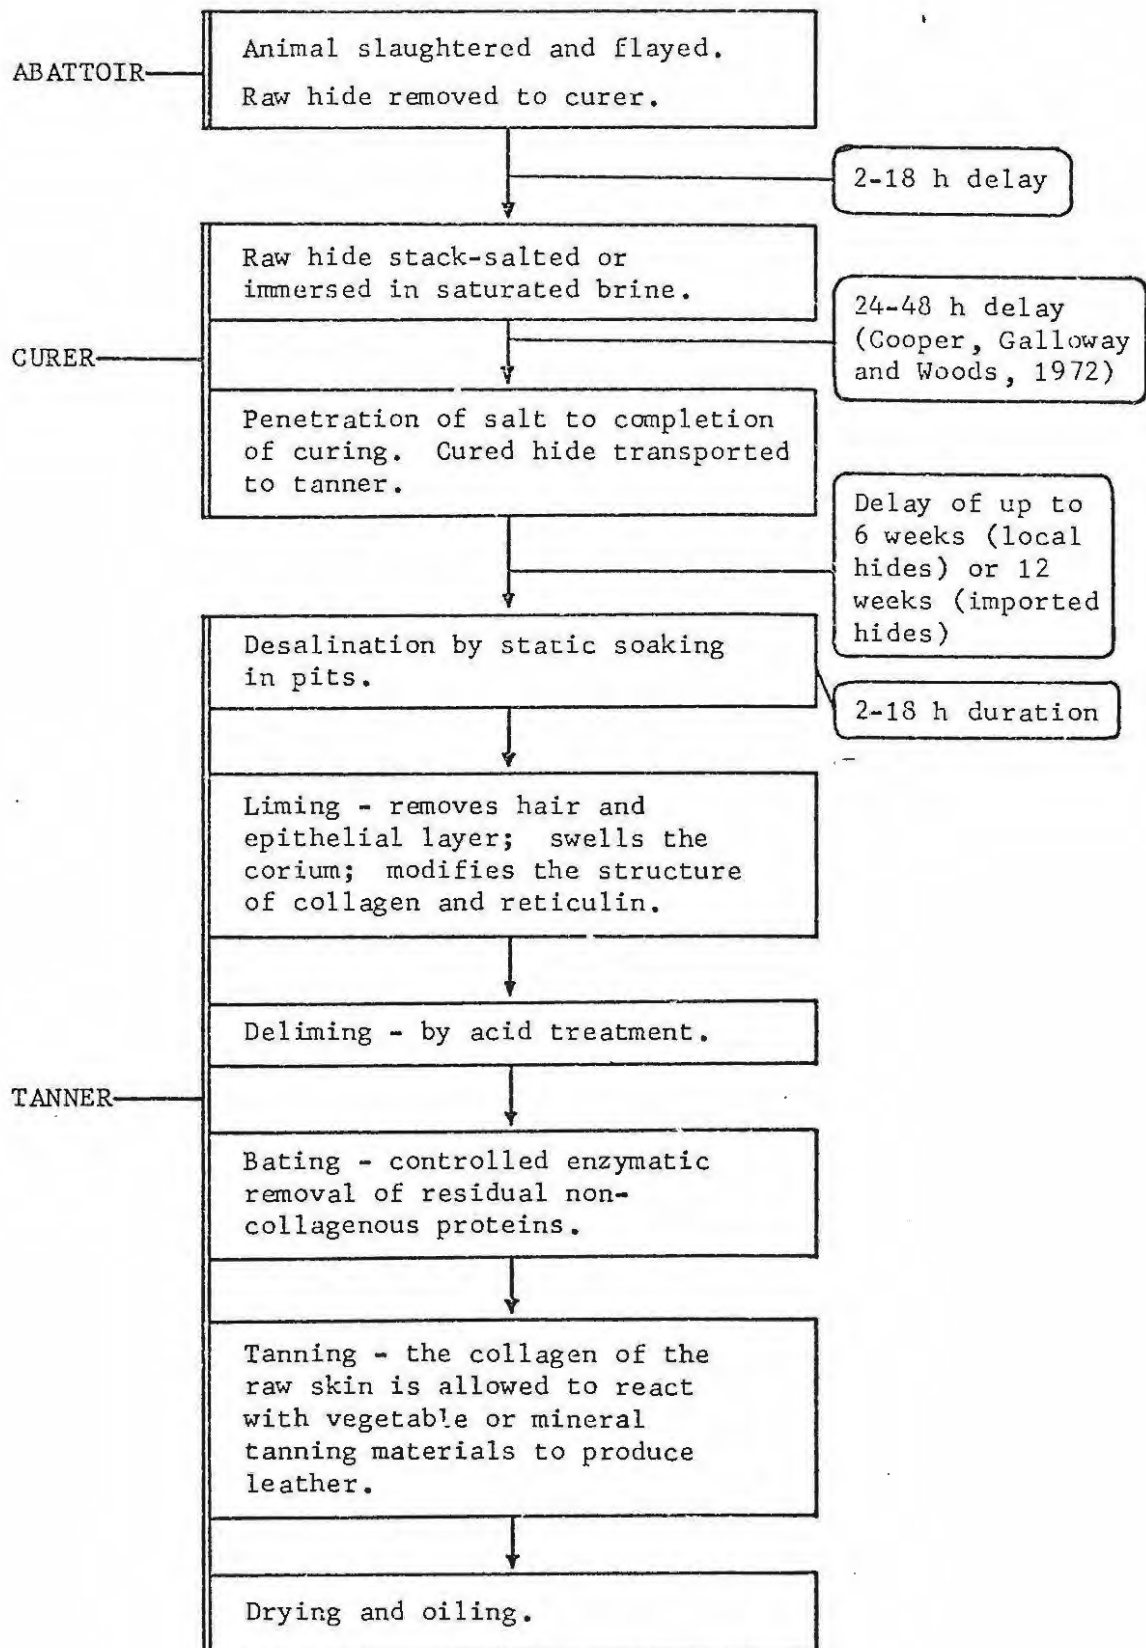 ABATTOIR
Animal slaughtered and flayed.
Raw hide removed to curer.
2-18 h delay
CURER
Raw hide stack-salted or
immersed in saturated brine.
24-48 h delay
(Cooper, Galloway
and Woods, 1972)
Penetration of salt to completion
of curing. Cured hide transported
to tanner.
Delay of up to
6 weeks (local
hides) or 12
weeks (imported
hides)
TANNER
Desalination by static soaking
in pits.
2-18 h duration
Liming - removes hair and
epithelial layer; swells the
corium; modifies the structure
of collagen and reticulin.
Deliming - by acid treatment.
Bating - controlled enzymatic
removal of residual non-
collagenous proteins.
Tanning - the collagen of the
raw skin is allowed to react
with vegetable or mineral
tanning materials to produce
leather.
Drying and oiling.